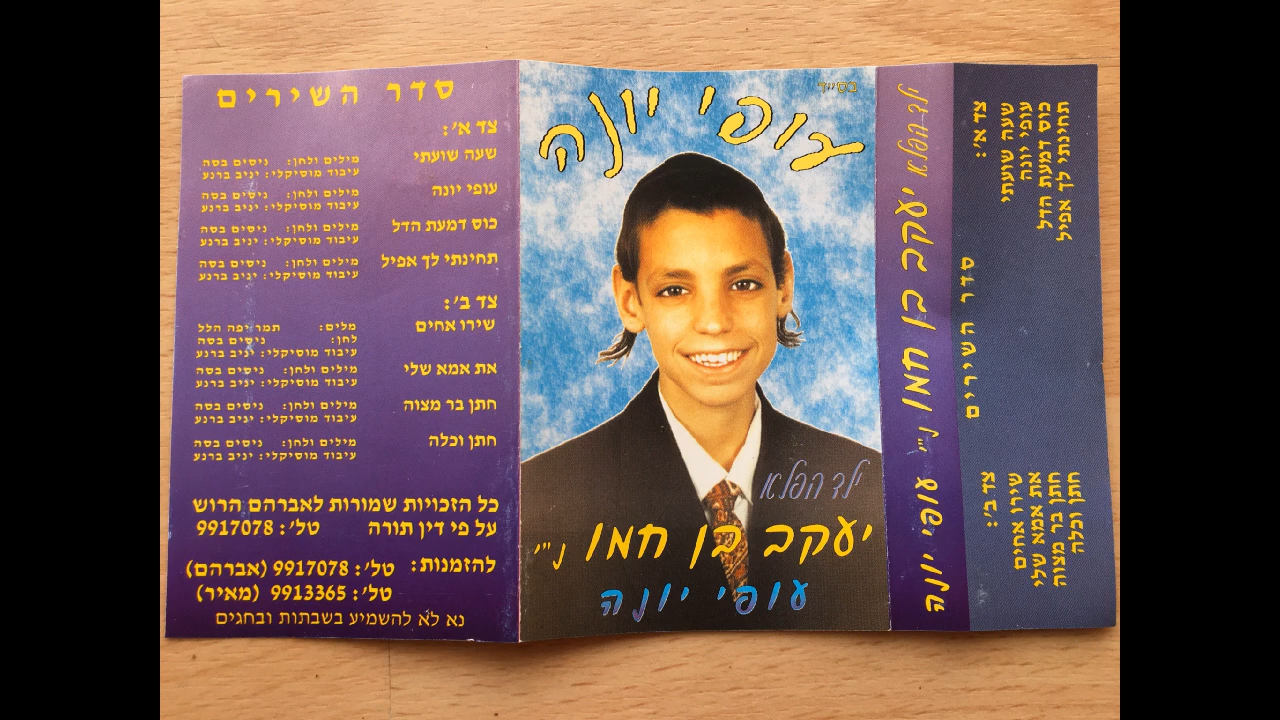 סדר השירים
צד א':
שעה שועתי
מילים ולחן: ניסים בסה
עיבוד מוסיקלי: יניב ברנע
עופי יונה
מילים ולחן: ניסים בסה
עיבוד מוסיקלי: יניב ברנע
כוס דמעת הדל
מילים ולחן: ניסים בסה
עיבוד מוסיקלי: יניב ברנע
תחינתי לך אפיל
מילים ולחן: ניסים בסה
עיבוד מוסיקלי: יניב ברנע
צד ב':
שירו אחים
מלים: תמר יפה הלל
לחן: ניסים בסה
עיבוד מוסיקלי: יניב ברנע
את אמא שלי
מילים ולחן: ניסים בסה
עיבוד מוסיקלי: יניב ברנע
חתן בר מצוה
מילים ולחן: ניסים בסה
עיבוד מוסיקלי: יניב ברנע
חתן וכלה
מילים ולחן: ניסים בסה
עיבוד מוסיקלי: יניב ברנע
כל הזכויות שמורות לאברהם הרוש
על פי דין תורה טל': 9917078
להזמנות: טל': 9917078 (אברהם)
טל': 9913365 (מאיר)
נא לא להשמיע בשבתות ובחגים
בס"ד
עופי יונה
ילד הפלא
יעקב בן חמו נ"י
עופי יונה
ילד הפלא יעקב בן חמו נ"י עופי יונה
סדר השירים
צד א':
שעה שועתי
עופי יונה
כוס דמעת הדל
תחינתי לך אפיל
צד ב':
שירו אחים
את אמא שלי
חתן בר מצוה
חתן וכלה